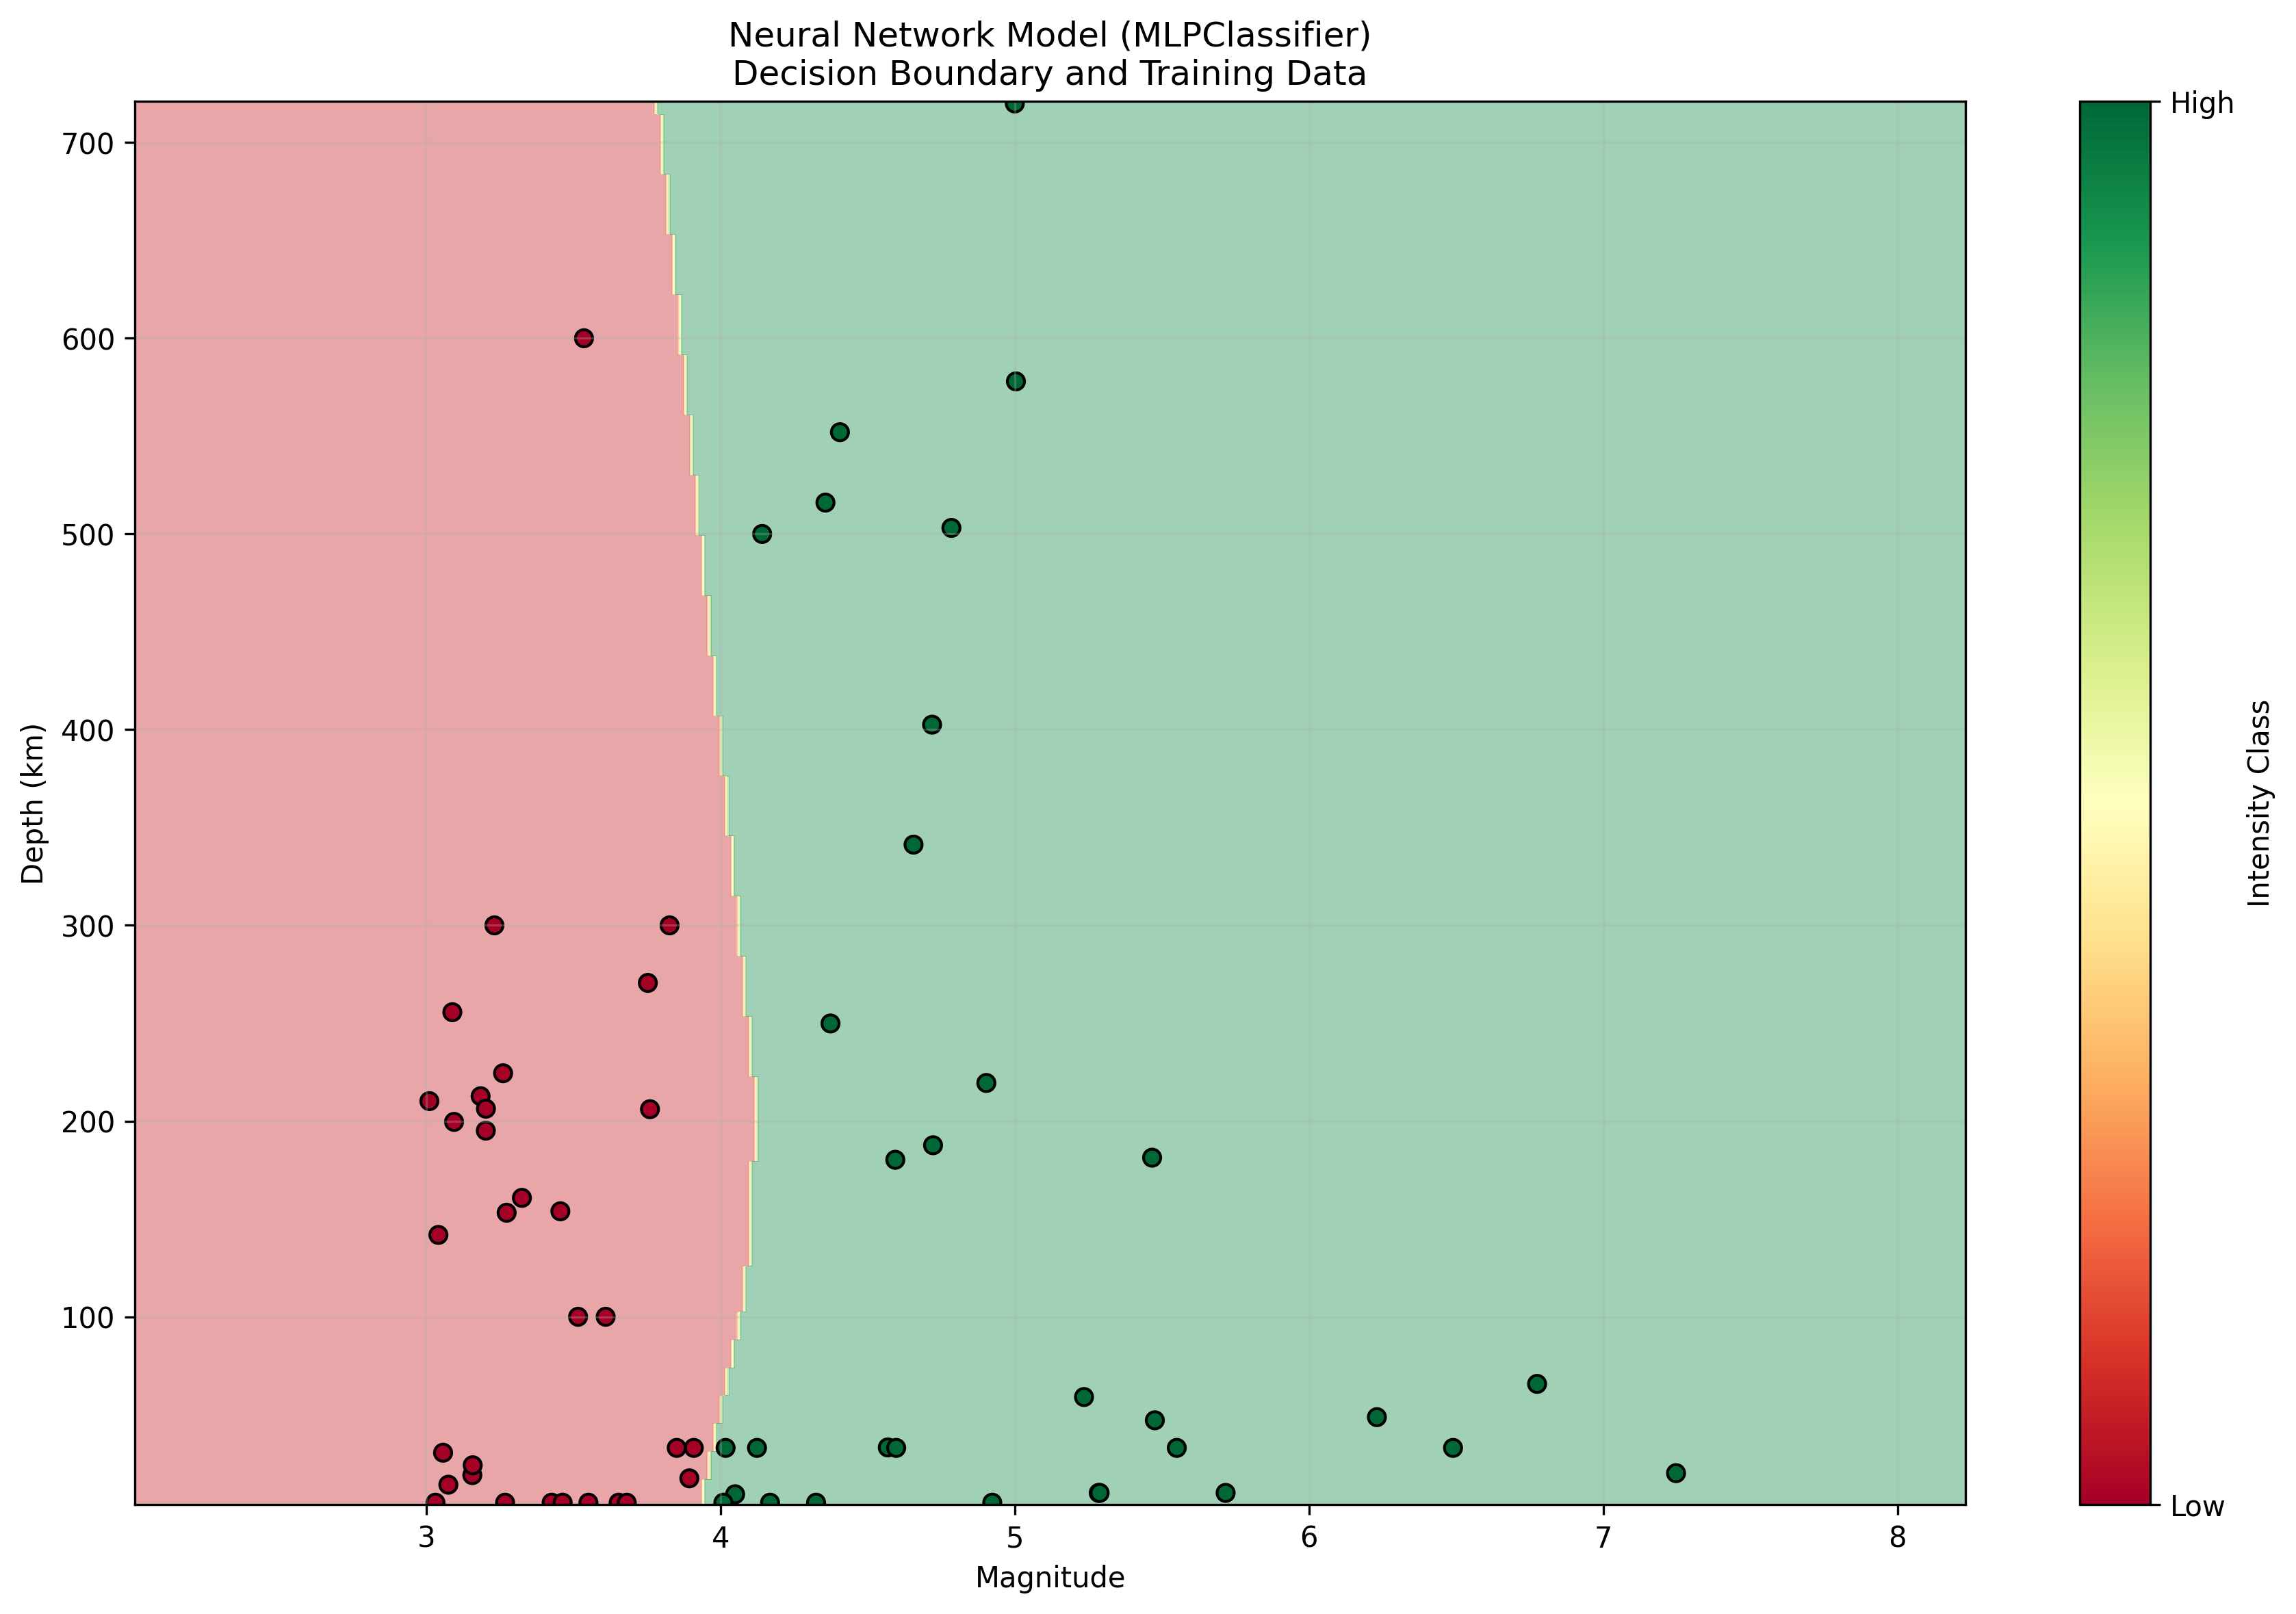 Neural Network Model (MLPClassifier)
Decision Boundary and Training Data
High
700
600
500
400
300
200
100
Depth (km)
Intensity Class
Low
3 4 5 6 7 8
Magnitude